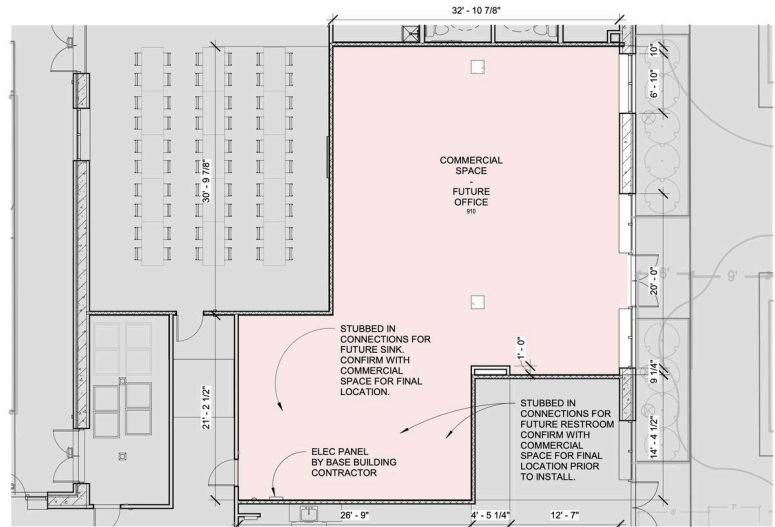 32' - 10 7/8"
10"
6' - 10"
30' - 9 7/8"
COMMERCIAL
SPACE
-
FUTURE
OFFICE
910
20' - 0"
6'
9'
STUBBED IN
CONNECTIONS FOR
FUTURE SINK.
CONFIRM WITH
COMMERCIAL
SPACE FOR FINAL
LOCATION.
1' - 0"
9 1/4"
21' - 2 1/2"
STUBBED IN
CONNECTIONS FOR
FUTURE RESTROOM
CONFIRM WITH
COMMERCIAL
SPACE FOR FINAL
LOCATION PRIOR
TO INSTALL.
14' - 4 1/2"
ELEC PANEL
BY BASE BUILDING
CONTRACTOR
26' - 9"
4' - 5 1/4"
12' - 7"
7'